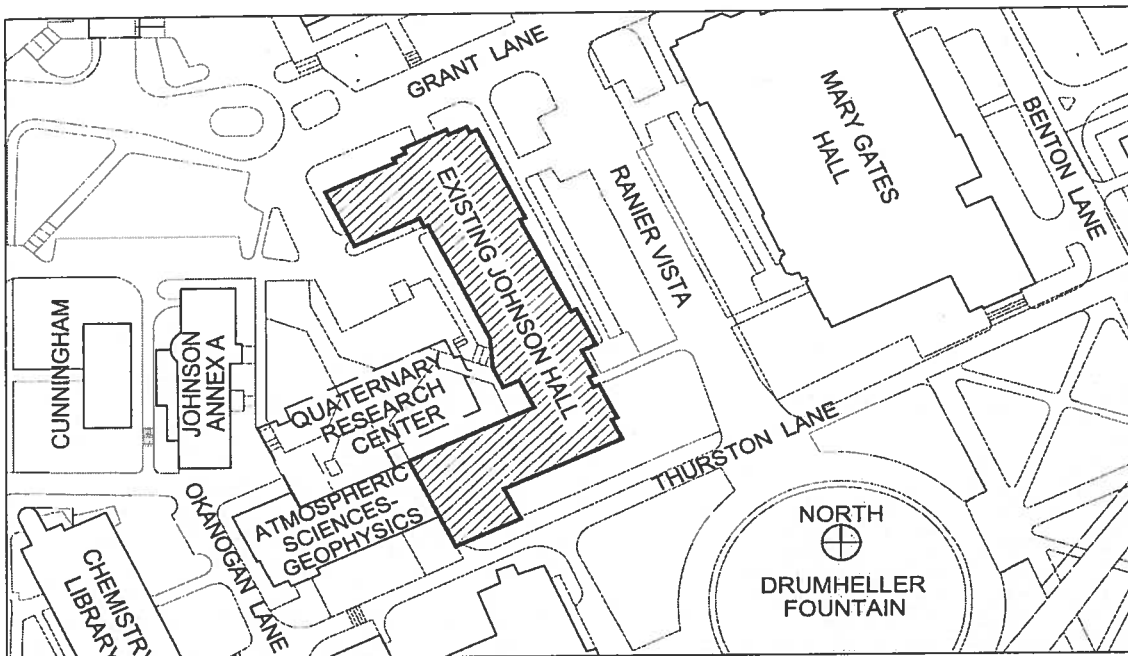 GRANT LANE
MARY GATES
HALL
BENTON LANE
EXISTING JOHNSON HALL
RANIER VISTA
CUNNINGHAM
JOHNSON
ANNEX A
QUATERNARY
RESEARCH
CENTER
THURSTON LANE
OKANOGAN LANE
ATMOSPHERIC
SCIENCES-
GEOPHYSICS
CHEMISTRY
LIBRARY
NORTH
DRUMHELLER
FOUNTAIN